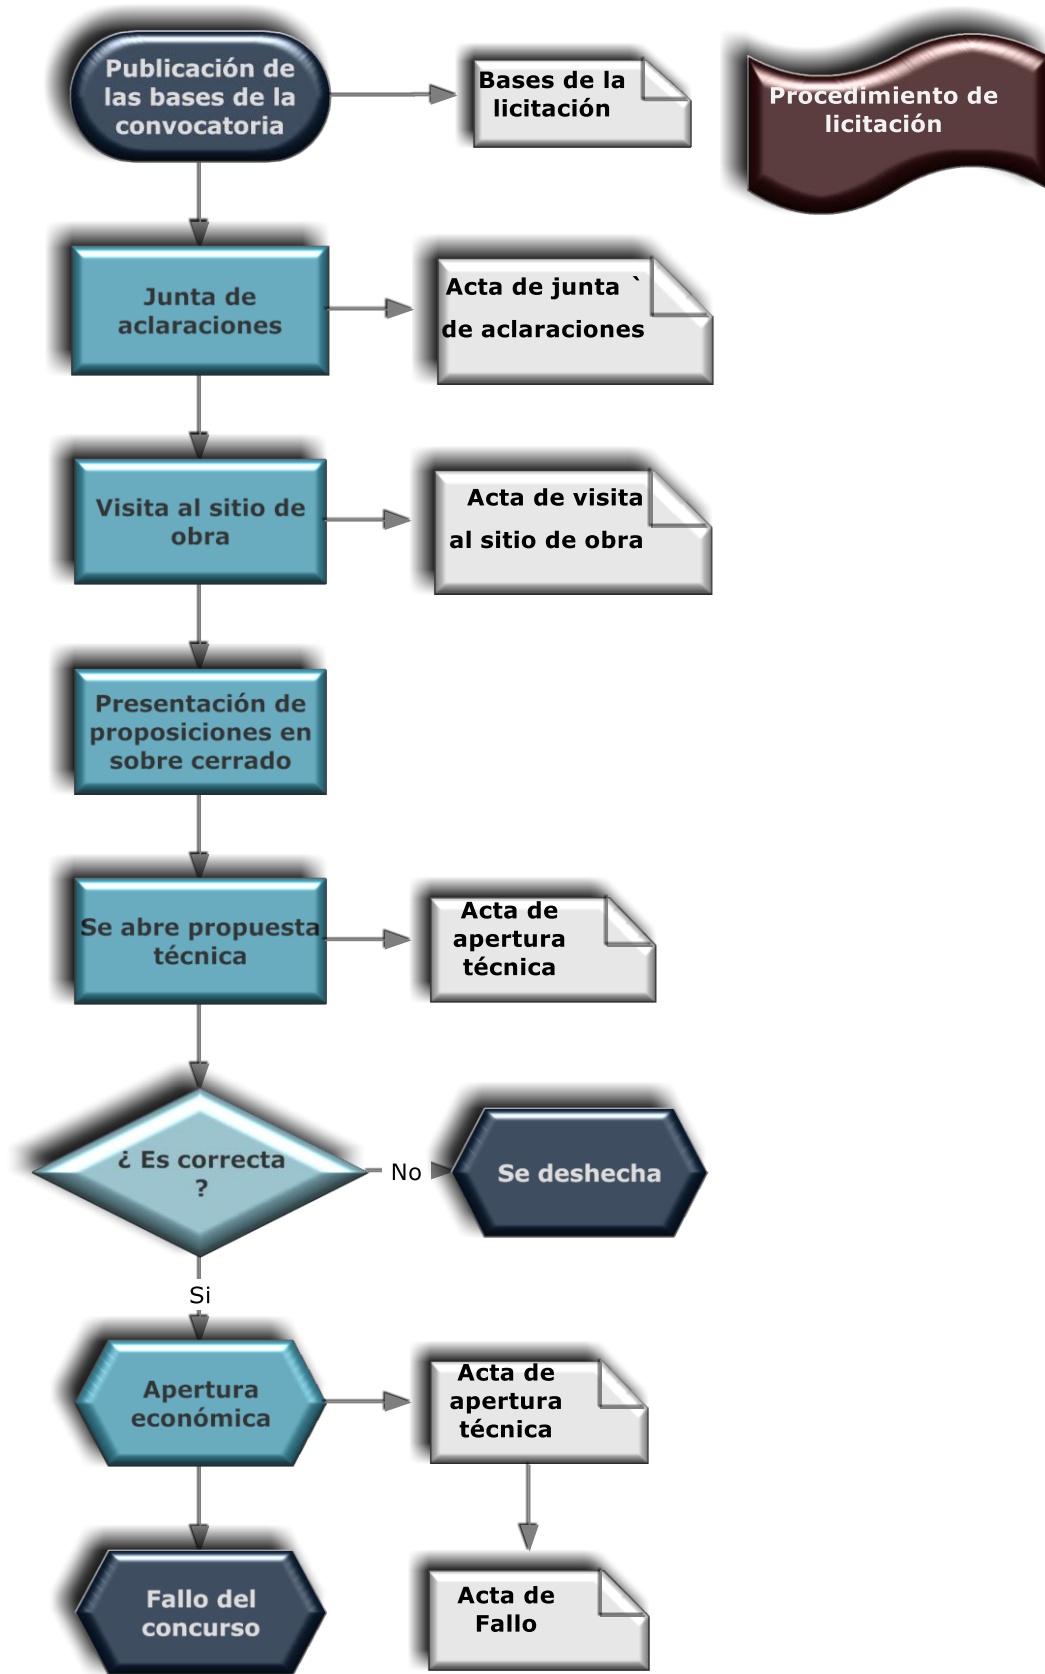 Publicación de
las bases de la
convocatoria
Bases de la
licitación
Procedimiento de
licitación
Junta de
aclaraciones
Acta de junta `
de aclaraciones
Visita al sitio de
obra
Acta de visita
al sitio de obra
Presentación de
proposiciones en
sobre cerrado
Se abre propuesta
técnica
Acta de
apertura
técnica
¿ Es correcta
?
No
Se deshecha
Si
Apertura
económica
Acta de
apertura
técnica
Fallo del
concurso
Acta de
Fallo